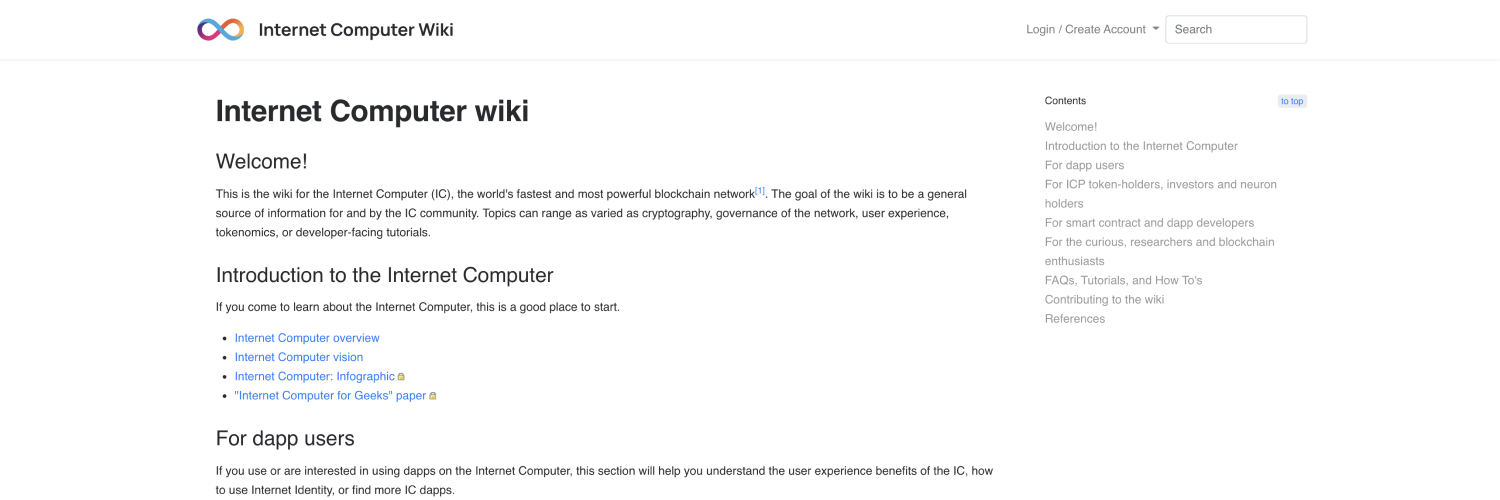 Internet Computer Wiki
Login / Create Account
Search
Internet Computer wiki
Welcome!
This is the wiki for the Internet Computer (IC), the world's fastest and most powerful blockchain network[1]. The goal of the wiki is to be a general
source of information for and by the IC community. Topics can range as varied as cryptography, governance of the network, user experience,
tokenomics, or developer-facing tutorials.
Introduction to the Internet Computer
If you come to learn about the Internet Computer, this is a good place to start.
Internet Computer overview
Internet Computer vision
Internet Computer: Infographic
"Internet Computer for Geeks" paper
For dapp users
If you use or are interested in using dapps on the Internet Computer, this section will help you understand the user experience benefits of the IC, how
to use Internet Identity, or find more IC dapps.
Contents
to top
Welcome!
Introduction to the Internet Computer
For dapp users
For ICP token-holders, investors and neuron
holders
For smart contract and dapp developers
For the curious, researchers and blockchain
enthusiasts
FAQs, Tutorials, and How To's
Contributing to the wiki
References